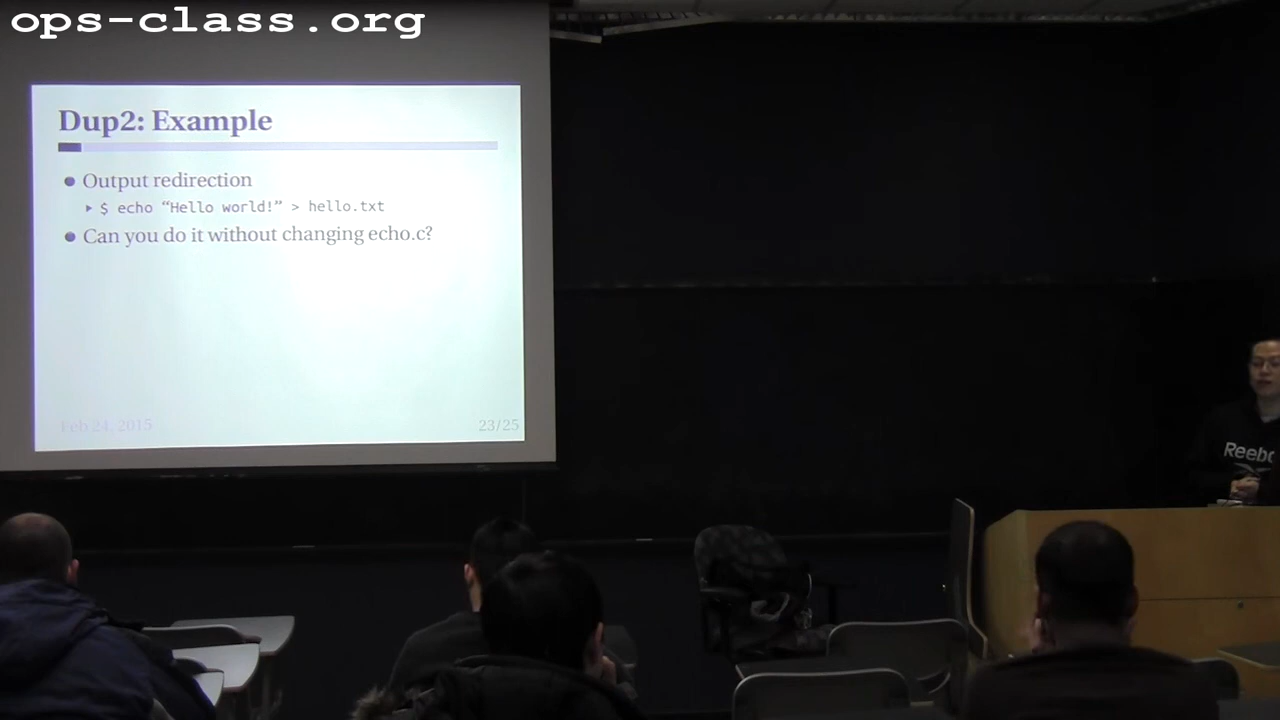 ops-class.org
Dup2: Example
● Output redirection
▸ $ echo “Hello world!” > hello.txt
● Can you do it without changing echo.c?
Feb 24, 2015
23/25
Reebo